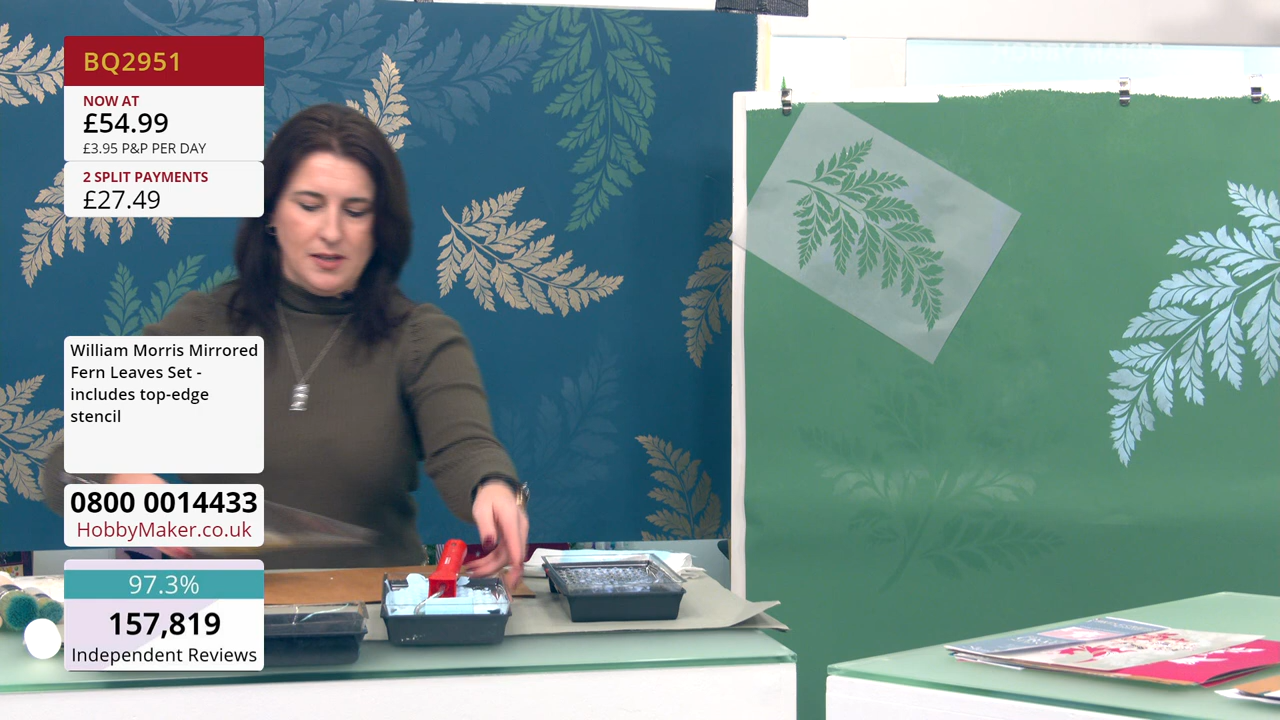 BQ2951
NOW AT
£54.99
£3.95 P&P PER DAY
2 SPLIT PAYMENTS
£27.49
William Morris Mirrored
Fern Leaves Set -
includes top-edge
stencil
0800 0014433
HobbyMaker.co.uk
97.3%
157,819
Independent Reviews